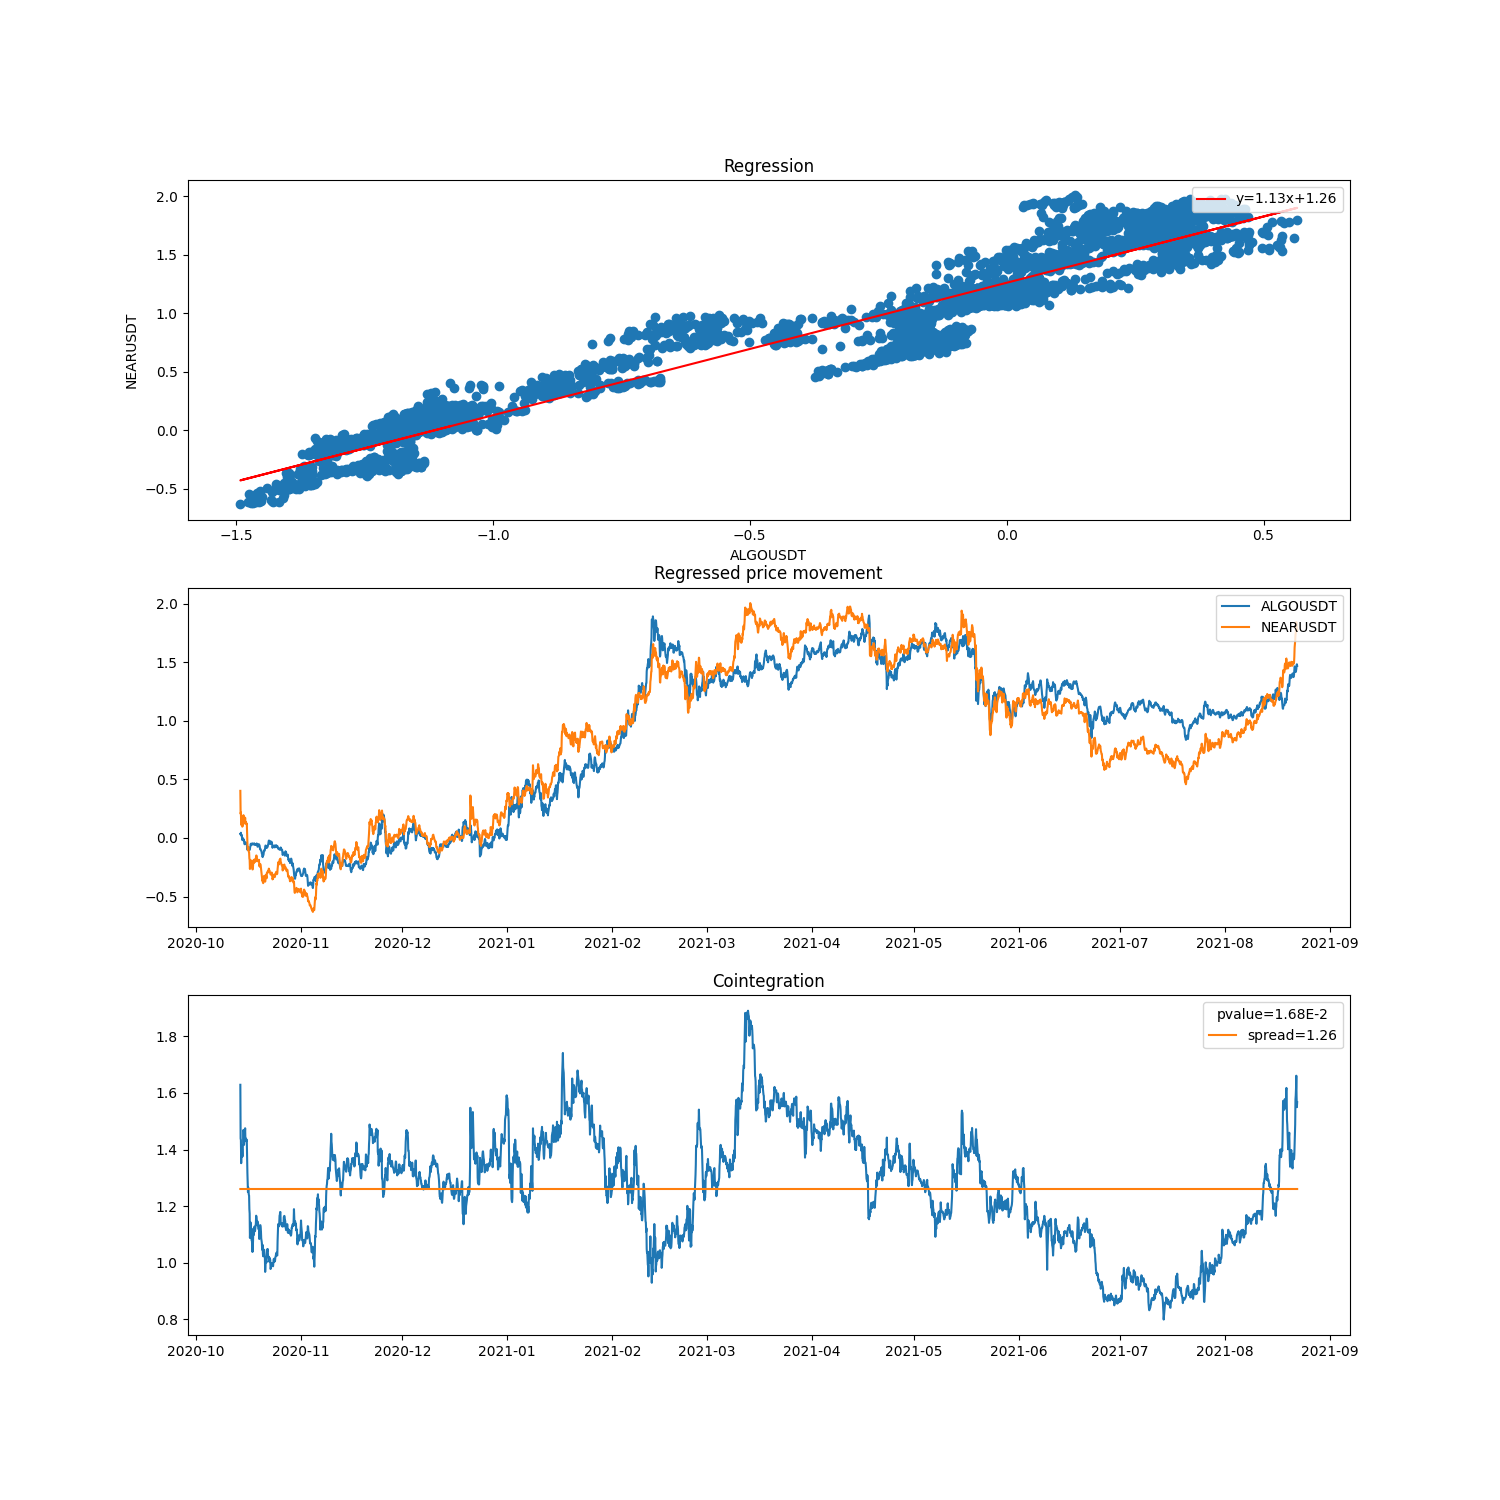 Regression
y=1.13x+1.26
2.0
1.5
1.0
0.5
0.0
−0.5
NEARUSDT
−1.5 −1.0 −0.5 0.0 0.5
ALGOUSDT
Regressed price movement
ALGOUSDT
NEARUSDT
2.0
1.5
1.0
0.5
0.0
−0.5
2020-10 2020-11 2020-12 2021-01 2021-02 2021-03 2021-04 2021-05 2021-06 2021-07 2021-08 2021-09
Cointegration
pvalue=1.68E-2
spread=1.26
1.8
1.6
1.4
1.2
1.0
0.8
2020-10 2020-11 2020-12 2021-01 2021-02 2021-03 2021-04 2021-05 2021-06 2021-07 2021-08 2021-09